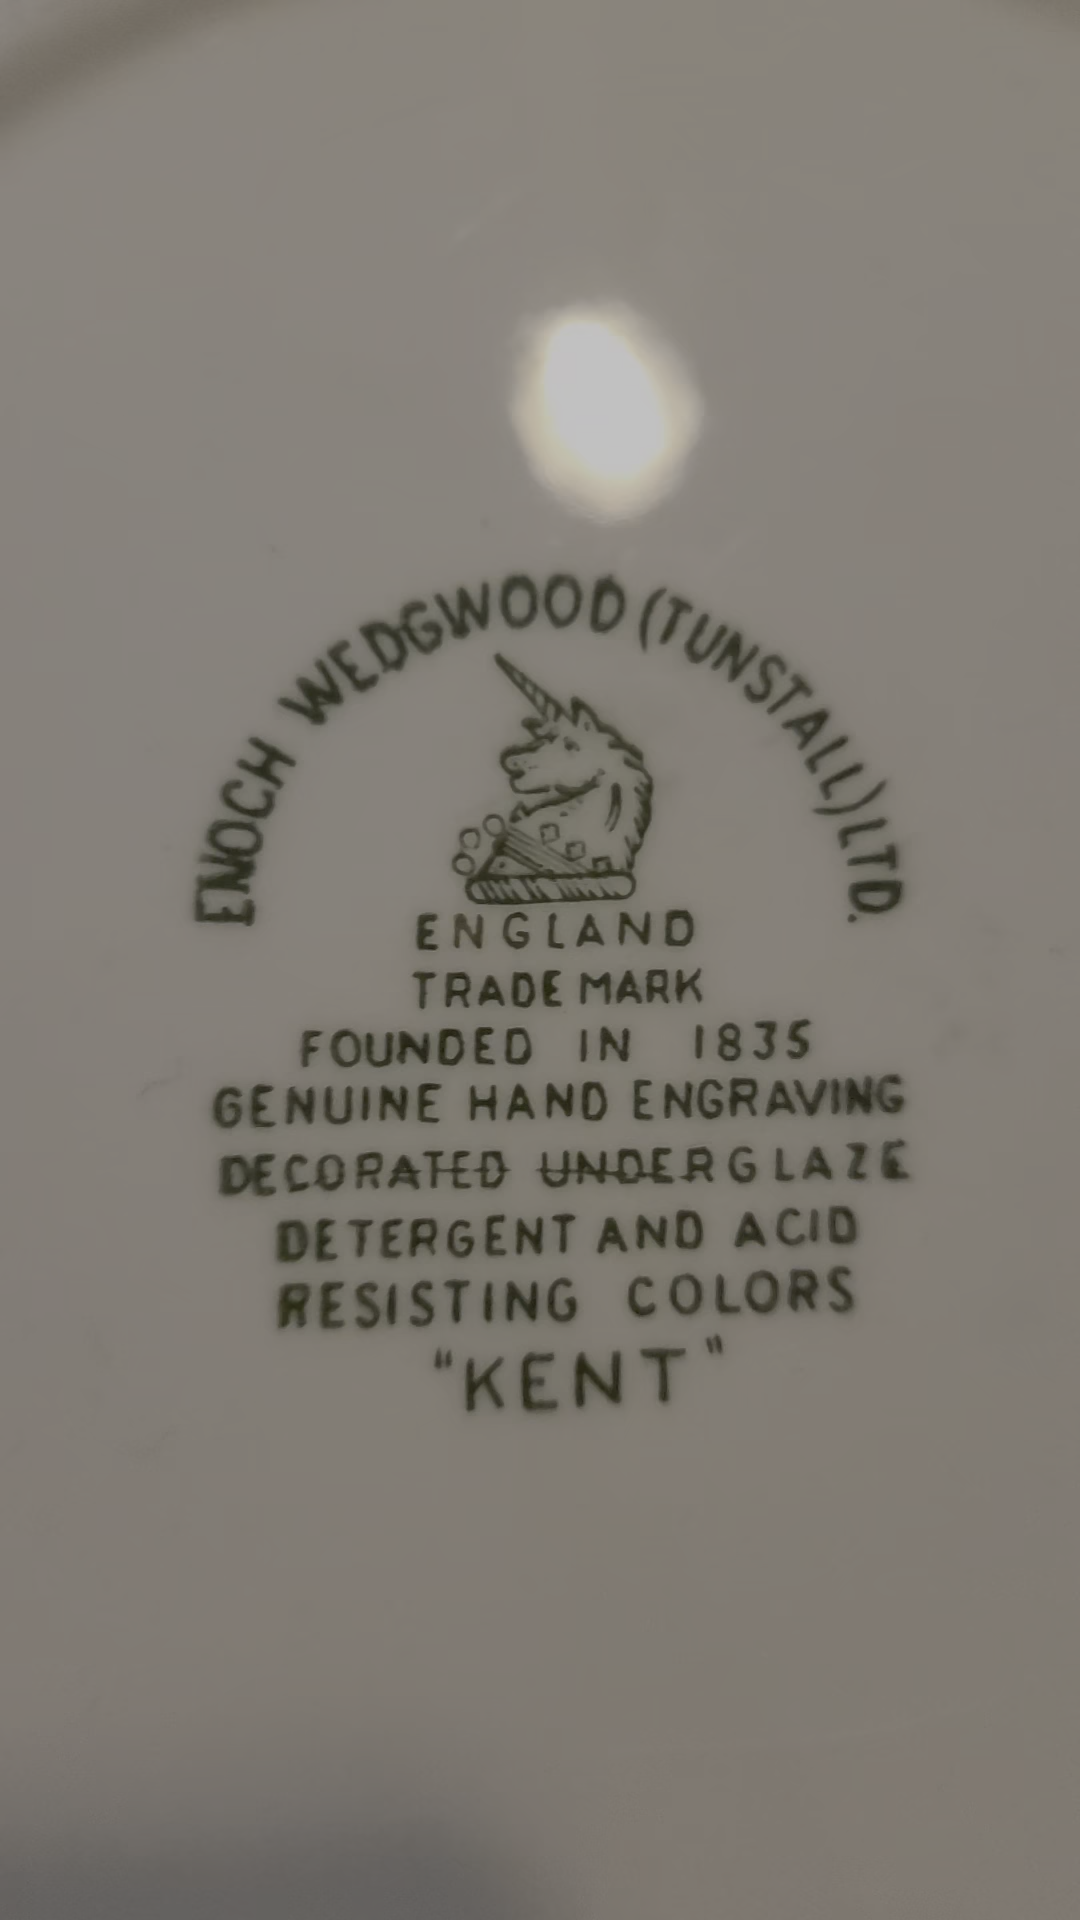 ENOCH WEDGWOOD (TUNSTALL) LTD.
ENGLAND
TRADE MARK
FOUNDED IN 1835
GENUINE HAND ENGRAVING
DECORATED UNDERGLAZE
DETERGENT AND ACID
RESISTING COLORS
"KENT"